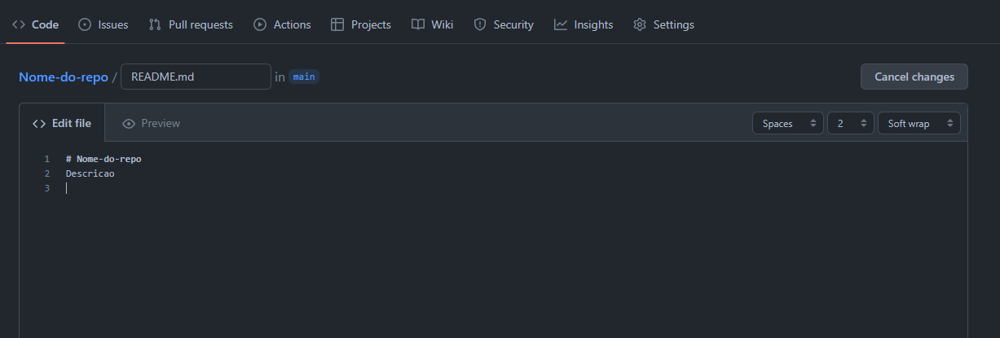 Code Issues Pull requests Actions Projects Wiki Security Insights Settings
Nome-do-repo / README.md in main Cancel changes
Edit file Preview Spaces 2 Soft wrap
1 # Nome-do-repo
2 Descricao
3